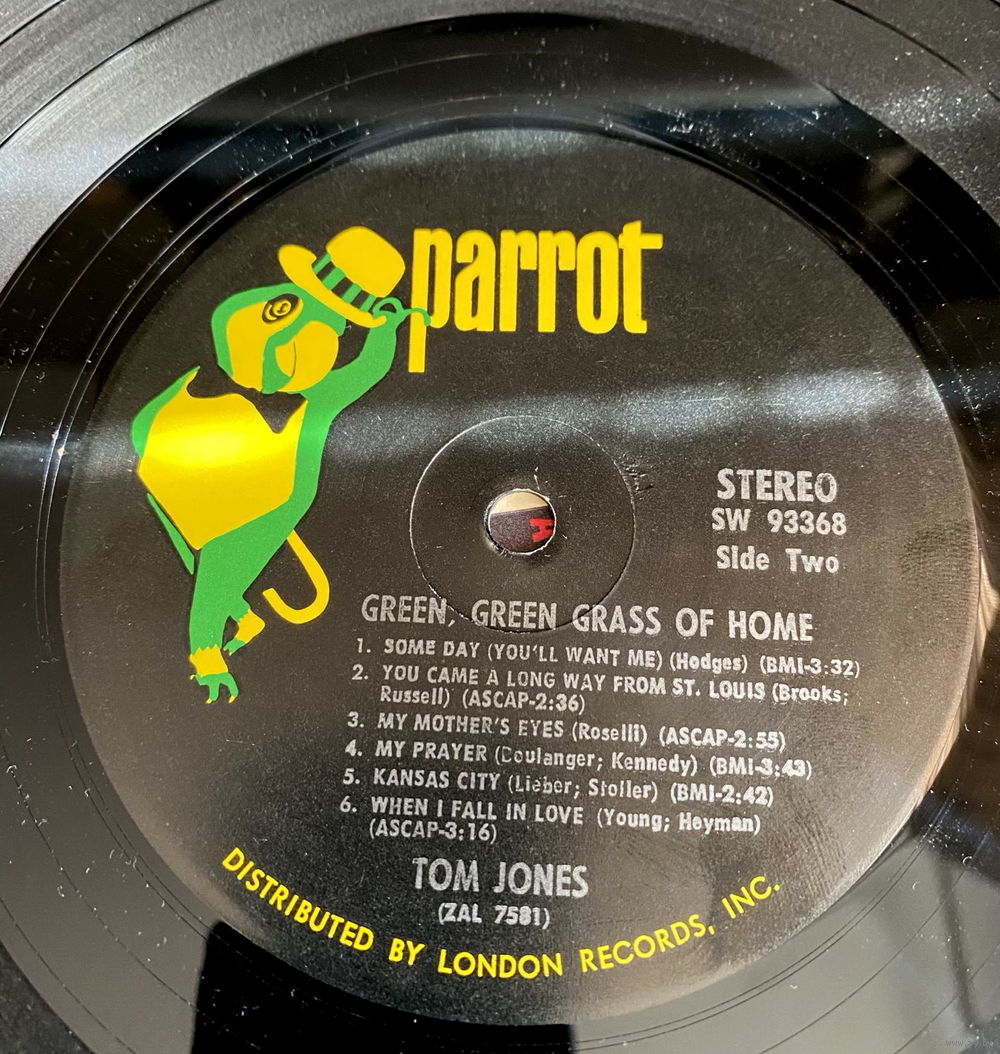 parrot
STEREO
SW 93368
Side Two
GREEN, GREEN GRASS OF HOME
1. SOME DAY (YOU'LL WANT ME) (Hodges) (BMI-3:32)
2. YOU CAME A LONG WAY FROM ST. LOUIS (Brooks;
Russell) (ASCAP-2:36)
3. MY MOTHER'S EYES (Roselli) (ASCAP-2:55)
4. MY PRAYER (Boulanger; Kennedy) (BMI-3:43)
5. KANSAS CITY (Lieber; Stoller) (BMI-2:42)
6. WHEN I FALL IN LOVE (Young; Heyman)
(ASCAP-3:16)
TOM JONES
(ZAL 7581)
DISTRIBUTED BY LONDON RECORDS, INC.